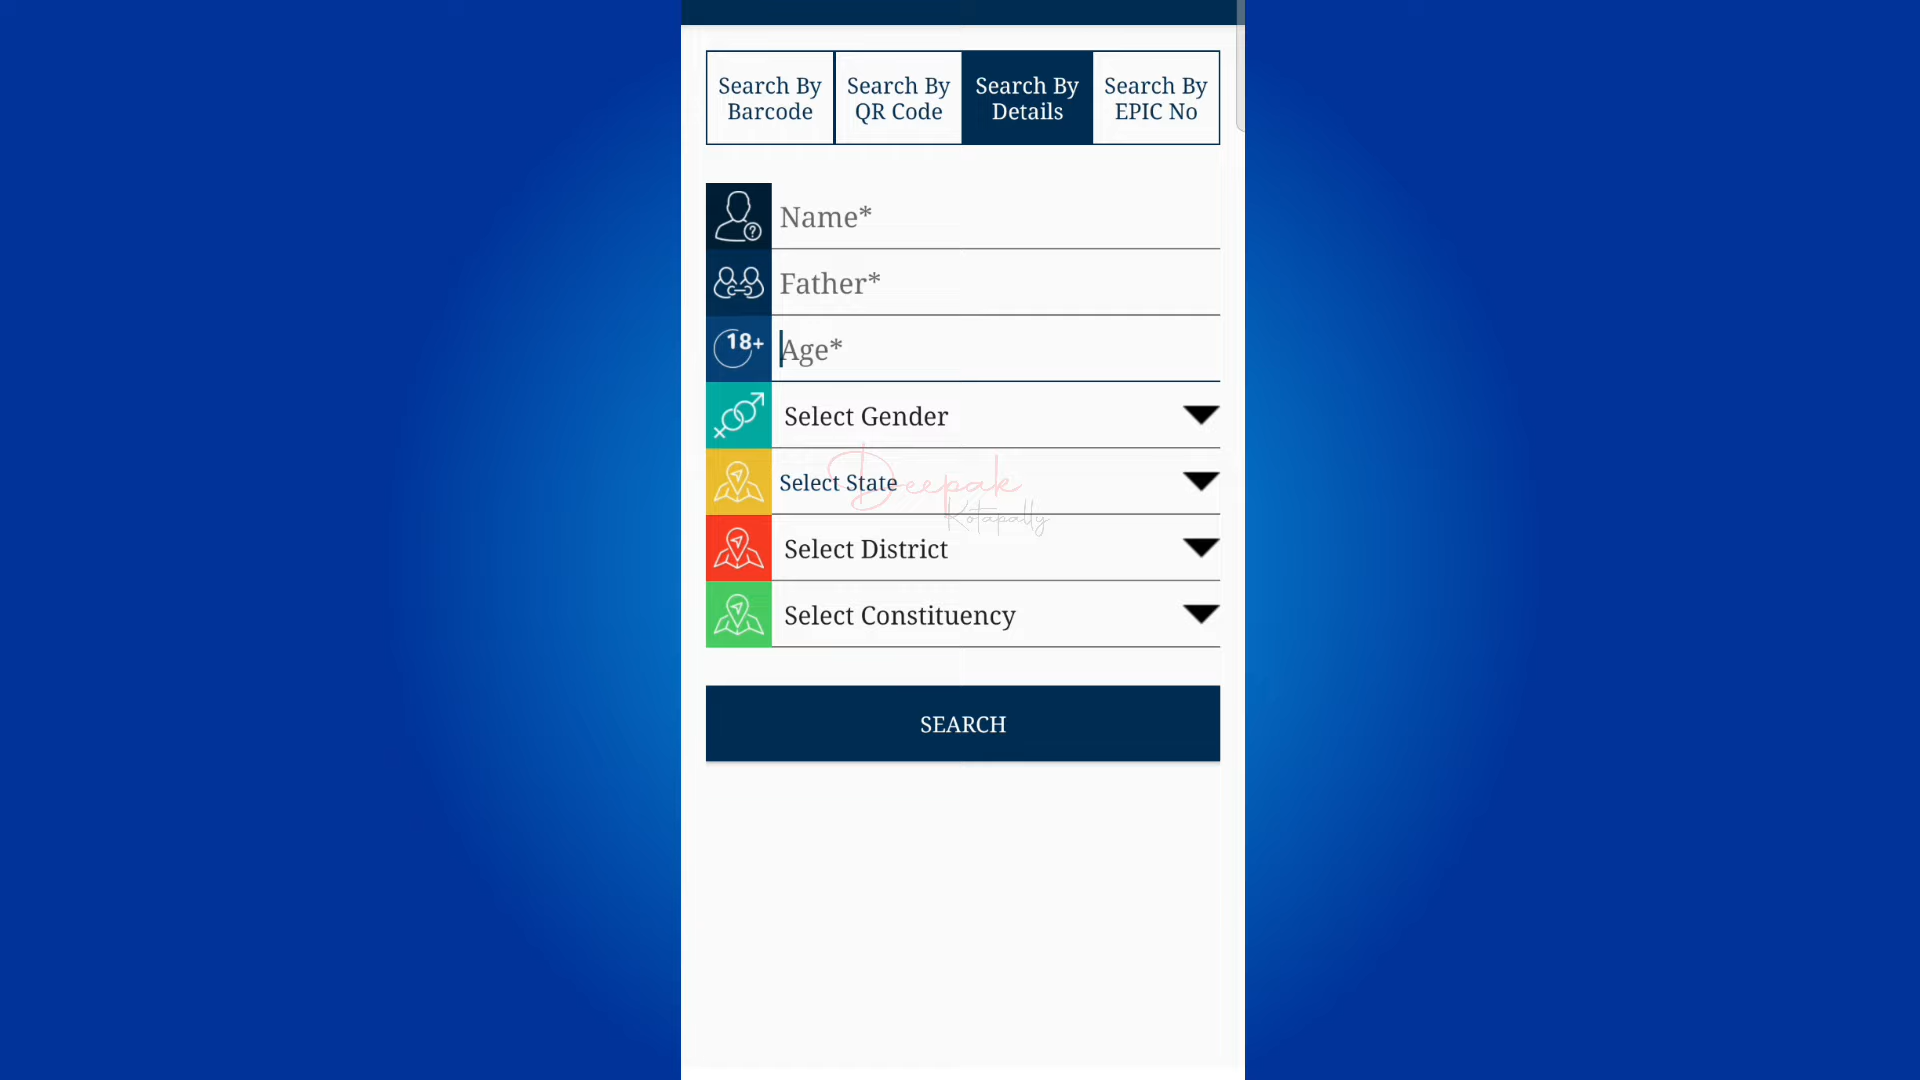 Search By
Barcode
Search By
QR Code
Search By
Details
Search By
EPIC No
Name*
Father*
18+
Age*
Select Gender
Select State
Deepak
Kotapally
Select District
Select Constituency
SEARCH